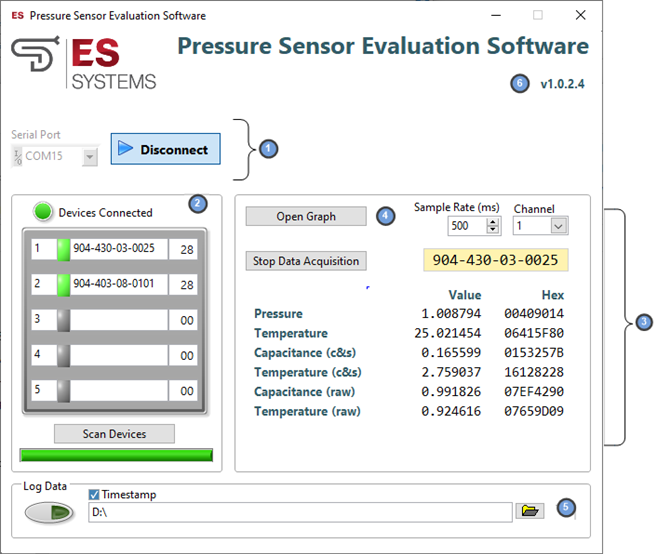 ES Pressure Sensor Evaluation Software
ES
SYSTEMS
Pressure Sensor Evaluation Software
6 v1.0.2.4
Serial Port
I/O COM15
Disconnect
1
Devices Connected
2
1 904-430-03-0025 28
2 904-403-08-0101 28
3 00
4 00
5 00
Scan Devices
Open Graph
4
Sample Rate (ms)
500
Channel
1
Stop Data Acquisition
904-430-03-0025
Value Hex
Pressure 1.008794 00409014
Temperature 25.021454 06415F80
Capacitance (c&s) 0.165599 0153257B
Temperature (c&s) 2.759037 16128228
Capacitance (raw) 0.991826 07EF4290
Temperature (raw) 0.924616 07659D09
3
Log Data
Timestamp
D:\
5